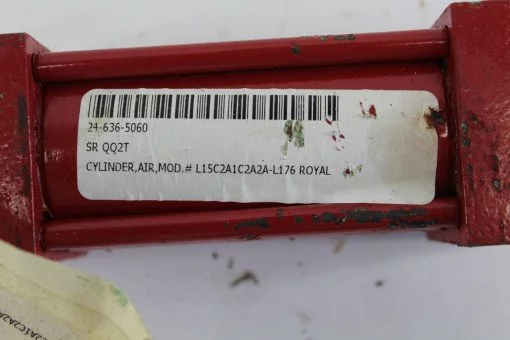 24-636-5060
SR QQ2T
CYLINDER,AIR,MOD.# L15C2A1C2A2A-L176 ROYAL